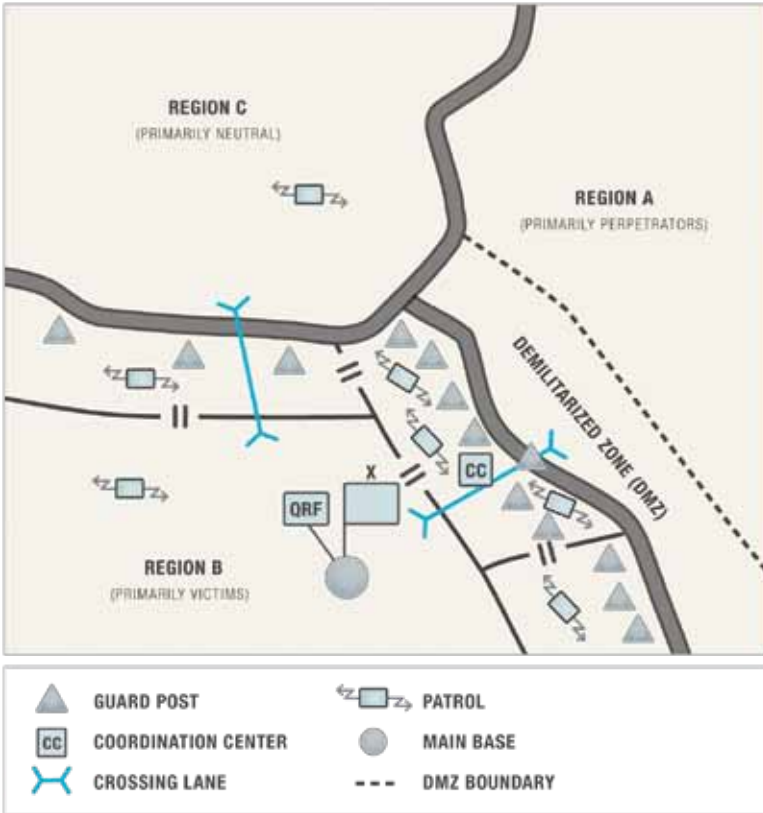 REGION C
(PRIMARILY NEUTRAL)
REGION A
(PRIMARILY PERPETRATORS)
DEMILITARIZED ZONE (DMZ)
CC
X
QRF
REGION B
(PRIMARILY VICTIMS)
GUARD POST
PATROL
CC
COORDINATION CENTER
MAIN BASE
CROSSING LANE
DMZ BOUNDARY